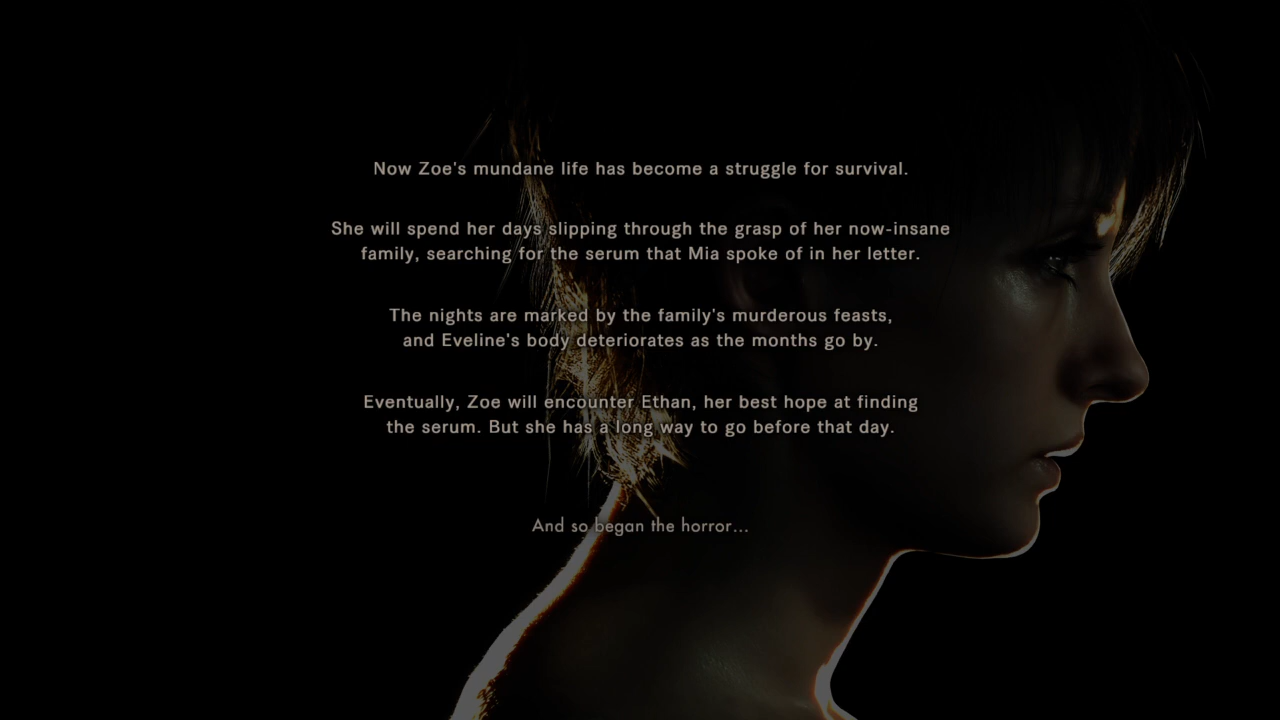 Now Zoe's mundane life has become a struggle for survival.
She will spend her days slipping through the grasp of her now-insane
family, searching for the serum that Mia spoke of in her letter.
The nights are marked by the family's murderous feasts,
and Eveline's body deteriorates as the months go by.
Eventually, Zoe will encounter Ethan, her best hope at finding
the serum. But she has a long way to go before that day.
And so began the horror...